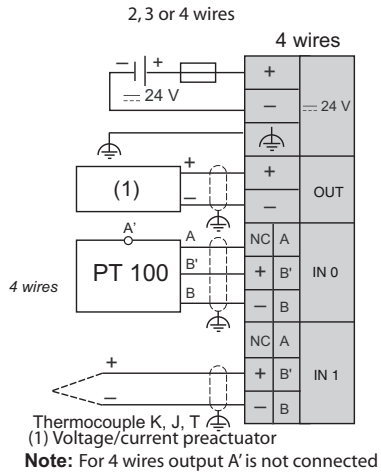 2,3 or 4 wires
4 wires
– +
⎓ 24 V
+
–
⎓ 24 V
+
(1)
–
+
–
OUT
A'
A
NC A
PT 100
B'
+ B'
IN 0
4 wires
B
– B
NC A
+
+ B'
IN 1
–
– B
Thermocouple K, J, T
(1) Voltage/current preactuator
Note: For 4 wires output A' is not connected